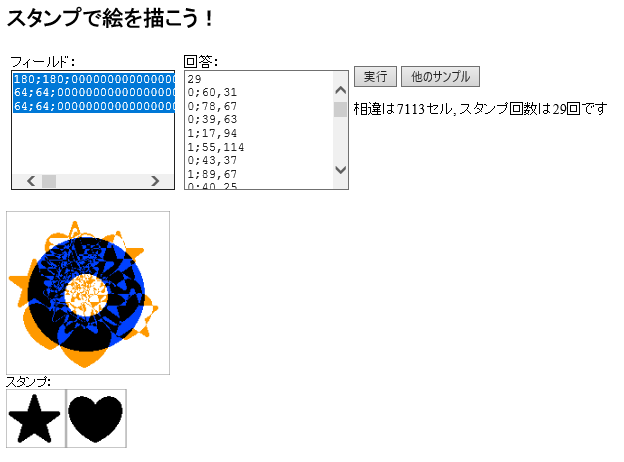 スタンプで絵を描こう！
フィールド:
180;180;0000000000000000
64;64;000000000000000000
64;64;000000000000000000
回答:
29
0;60,31
0;78,67
0;39,63
1;17,94
1;55,114
0;43,37
1;89,67
0;40,25
実行
他のサンプル
相違は7113セル, スタンプ回数は29回です
スタンプ: